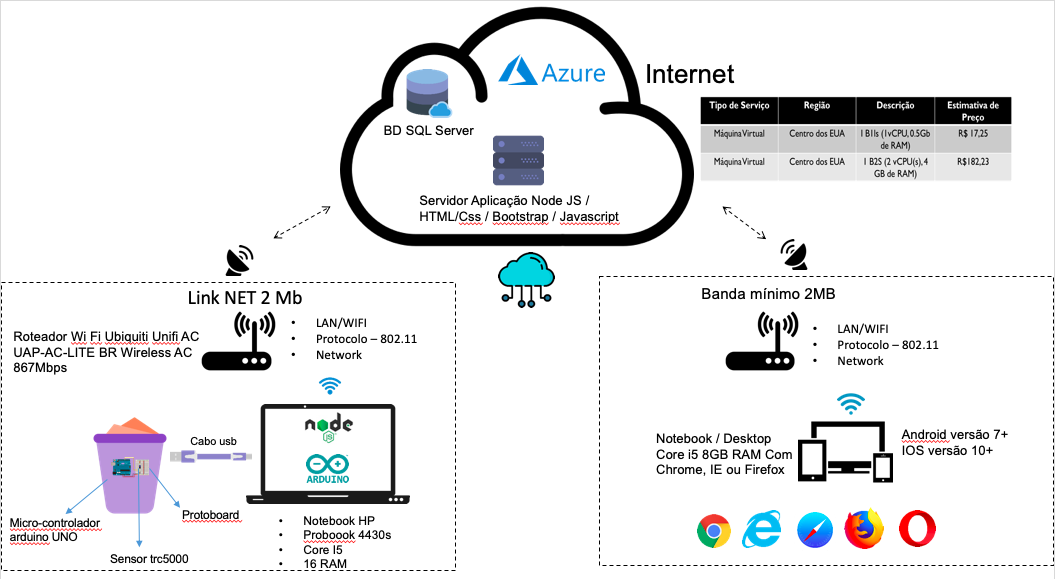 Azure
Internet
BD SQL Server
Servidor Aplicação Node JS /
HTML/Css / Bootstrap / Javascript
Tipo de Serviço Região Descrição Estimativa de
Preço
Máquina Virtual Centro dos EUA 1 B1ls (1vCPU, 0.5Gb
de RAM) R$ 17,25
Máquina Virtual Centro dos EUA 1 B2S (2 vCPU(s), 4
GB de RAM) R$182,23
Link NET 2 Mb
Roteador Wi Fi Ubiquiti Unifi AC
UAP-AC-LITE BR Wireless AC
867Mbps
• LAN/WIFI
• Protocolo – 802.11
• Network
Cabo usb
node
JS
ARDUINO
Micro-controlador
arduino UNO
Sensor trc5000
Protoboard
• Notebook HP
• Proboook 4430s
• Core I5
• 16 RAM
Banda mínimo 2MB
• LAN/WIFI
• Protocolo – 802.11
• Network
Notebook / Desktop
Core i5 8GB RAM Com
Chrome, IE ou Firefox
Android versão 7+
IOS versão 10+